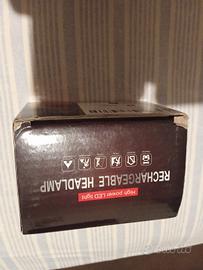 RECHARGEABLE HEADLAMP
High power LED light